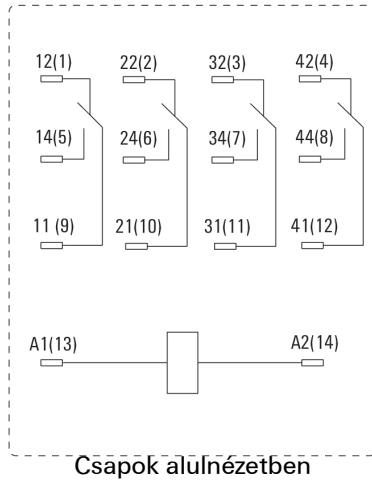 12(1) 22(2) 32(3) 42(4)
14(5) 24(6) 34(7) 44(8)
11 (9) 21(10) 31(11) 41(12)
A1(13) A2(14)
Csapok alulnézetben